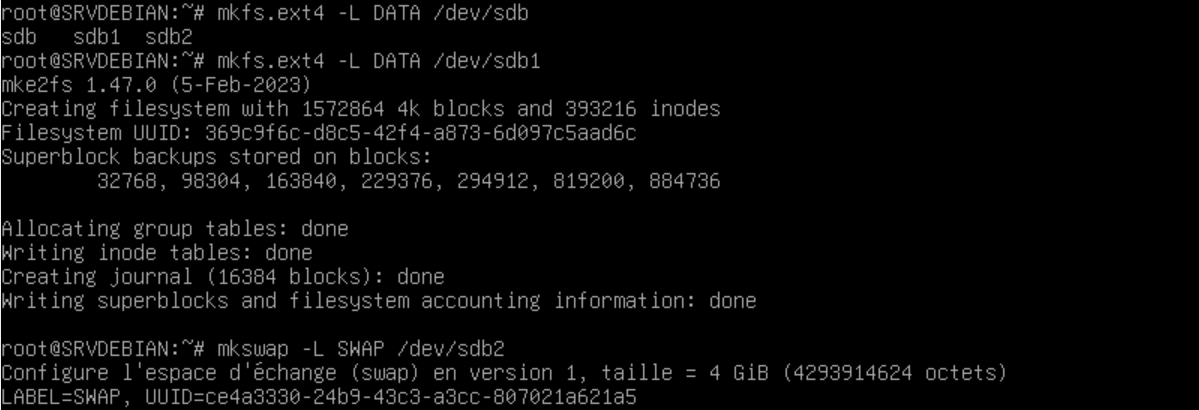 root@SRVDEBIAN:~# mkfs.ext4 -L DATA /dev/sdb
sdb   sdb1  sdb2
root@SRVDEBIAN:~# mkfs.ext4 -L DATA /dev/sdb1
mke2fs 1.47.0 (5-Feb-2023)
Creating filesystem with 1572864 4k blocks and 393216 inodes
Filesystem UUID: 369c9f6c-d8c5-42f4-a873-6d097c5aad6c
Superblock backups stored on blocks:
        32768, 98304, 163840, 229376, 294912, 819200, 884736

Allocating group tables: done
Writing inode tables: done
Creating journal (16384 blocks): done
Writing superblocks and filesystem accounting information: done

root@SRVDEBIAN:~# mkswap -L SWAP /dev/sdb2
Configure l'espace d'échange (swap) en version 1, taille = 4 GiB (4293914624 octets)
LABEL=SWAP, UUID=ce4a3330-24b9-43c3-a3cc-807021a621a5